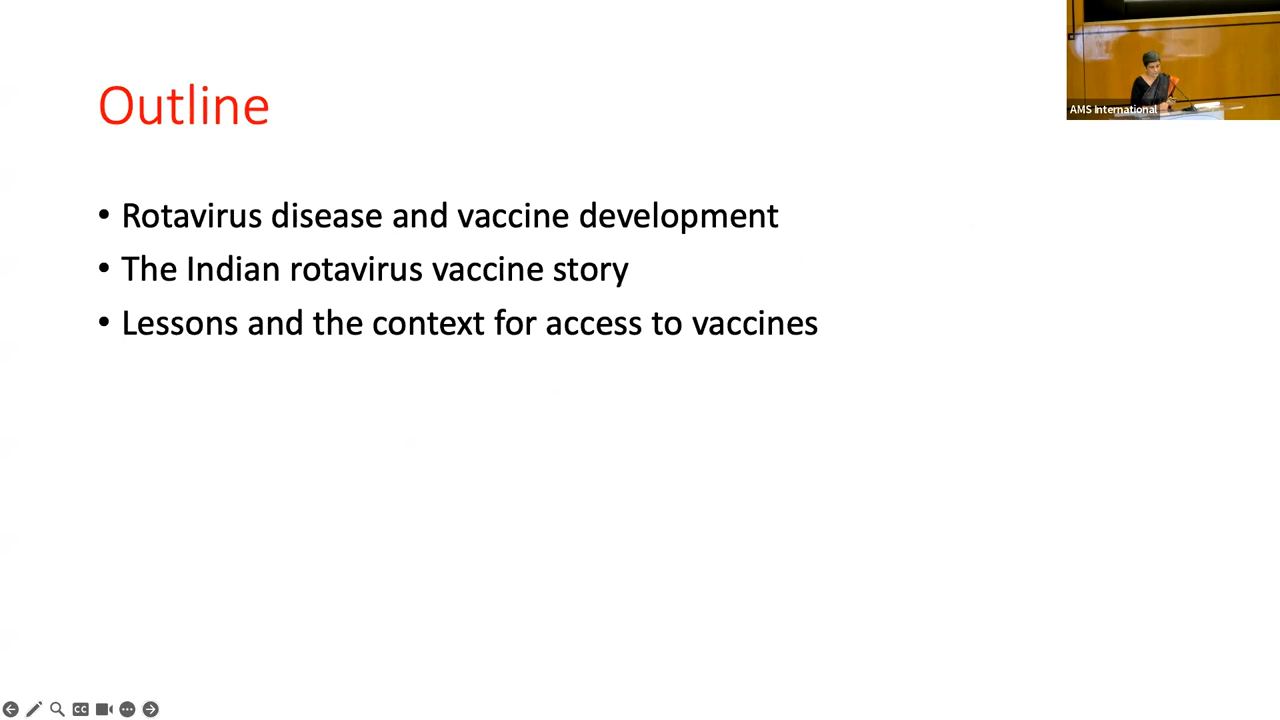 AMS International
Outline
• Rotavirus disease and vaccine development
• The Indian rotavirus vaccine story
• Lessons and the context for access to vaccines
CC